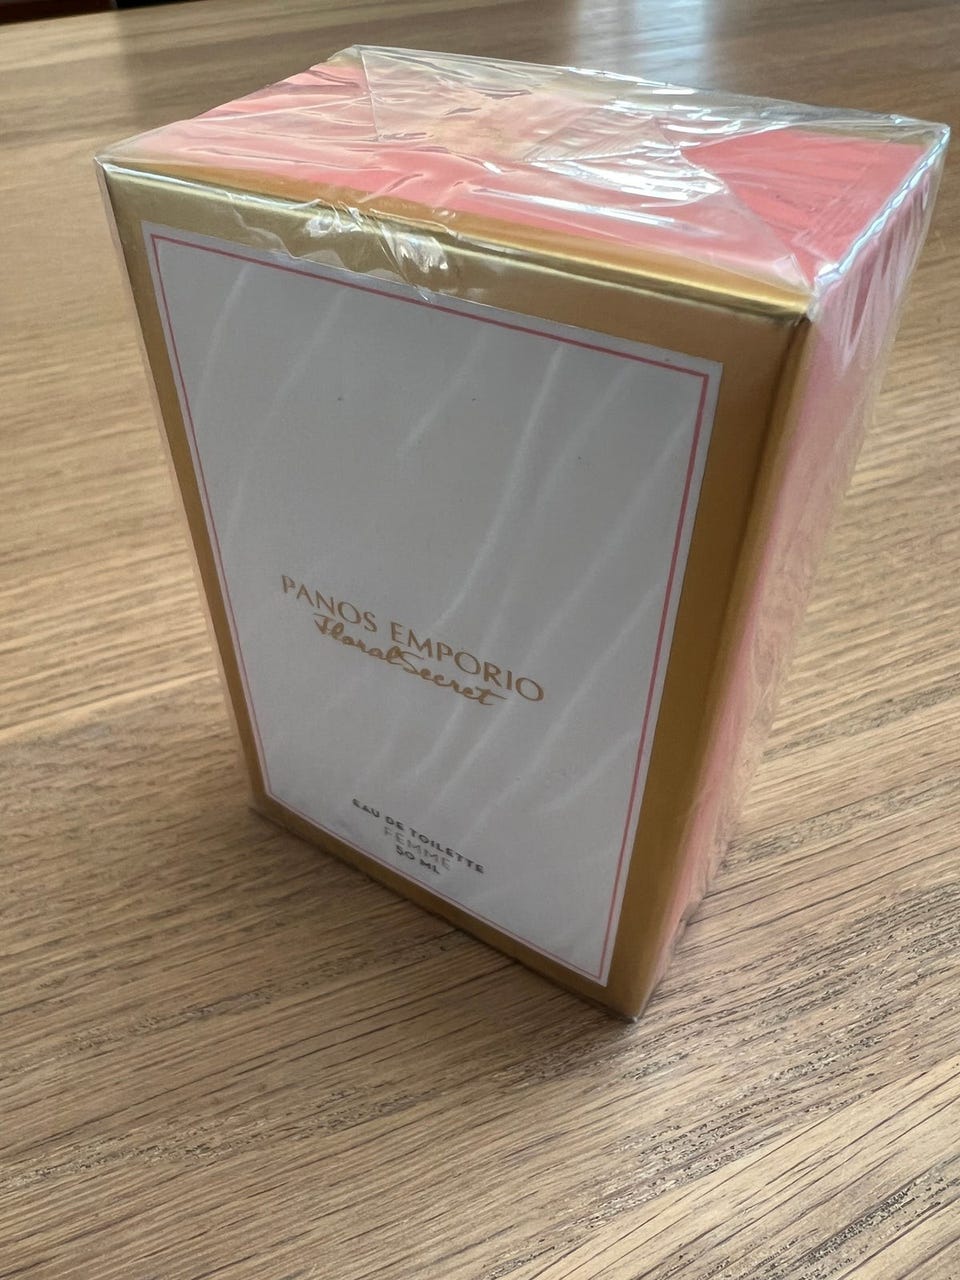 PANOS EMPORIO
Floral Secret
EAU DE TOILETTE
FEMME
50 ML